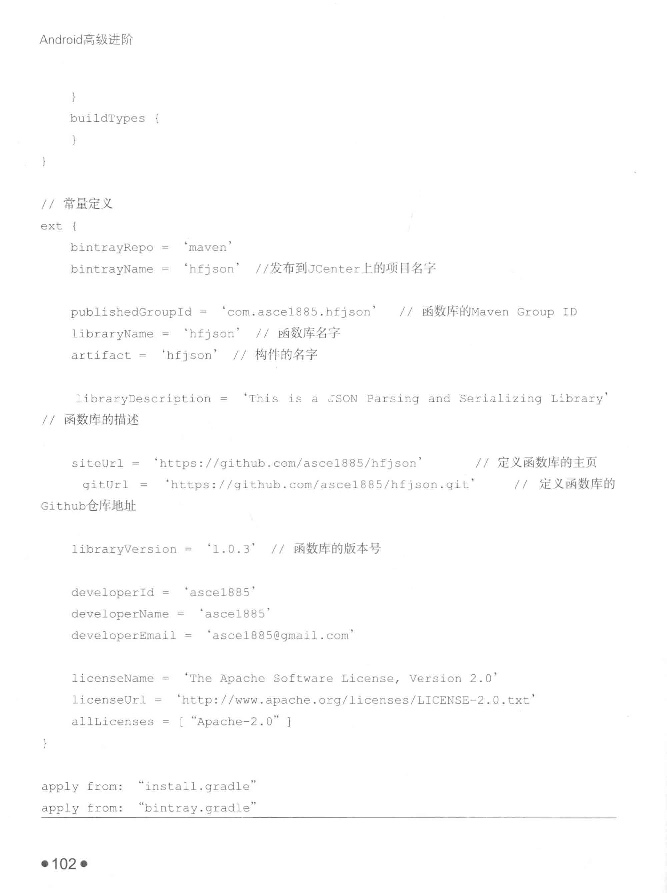 Android高级进阶
}
buildTypes {
}
}
// 常量定义
ext {
bintrayRepo = ‘maven’
bintrayName = ‘hfjson’ //发布到JCenter上的项目名字
publishedGroupId = ‘com.asce1885.hfjson’ // 函数库的Maven Group ID
libraryName = ‘hfjson’ // 函数库名字
artifact = ‘hfjson’ // 构件的名字
libraryDescription = ‘This is a JSON Parsing and Serializing Library’
// 函数库的描述
siteUrl = ‘https://github.com/asce1885/hfjson’ // 定义函数库的主页
gitUrl = ‘https://github.com/asce1885/hfjson.git’ // 定义函数库的
Github仓库地址
libraryVersion = ‘1.0.3’ // 函数库的版本号
developerId = ‘asce1885’
developerName = ‘asce1885’
developerEmail = ‘asce1885@gmail.com’
licenseName = ‘The Apache Software License, Version 2.0’
licenseUrl = ‘http://www.apache.org/licenses/LICENSE-2.0.txt’
allLicenses = [“Apache-2.0”]
}
apply from: “install.gradle”
apply from: “bintray.gradle”
●102●